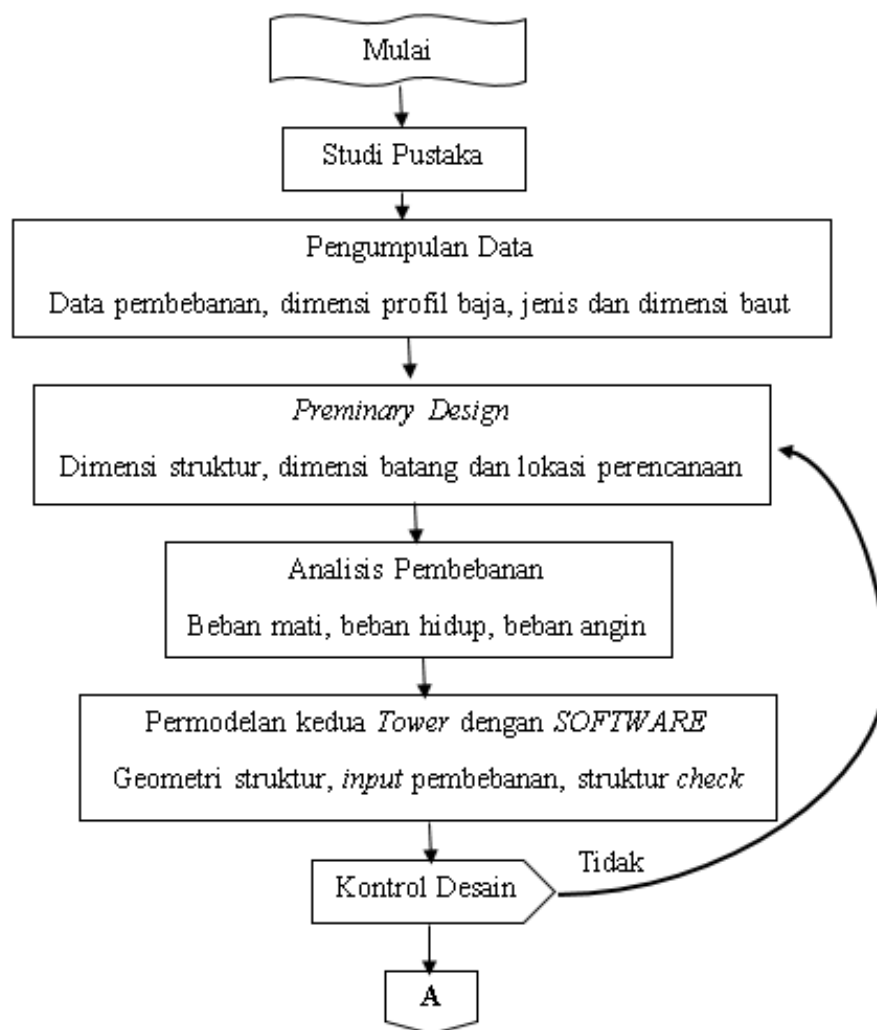 Mulai
Studi Pustaka
Pengumpulan Data
Data pembebanan, dimensi profil baja, jenis dan dimensi baut
Preminary Design
Dimensi struktur, dimensi batang dan lokasi perencanaan
Analisis Pembebanan
Beban mati, beban hidup, beban angin
Permodelan kedua Tower dengan SOFTWARE
Geometri struktur, input pembebanan, struktur check
Tidak
Kontrol Desain
A